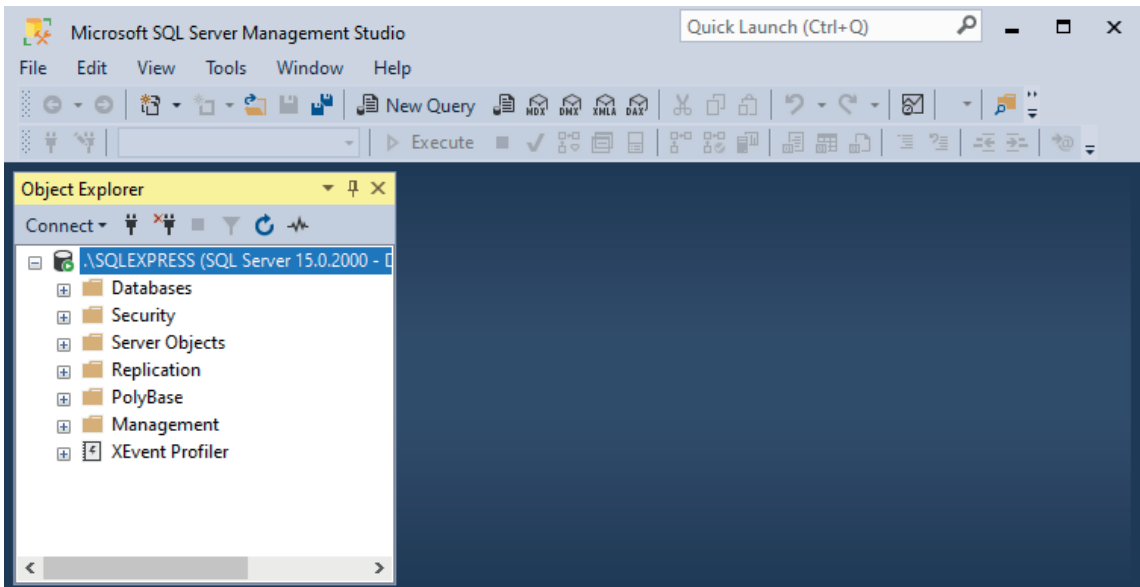 Microsoft SQL Server Management Studio
Quick Launch (Ctrl+Q)
File Edit View Tools Window Help
New Query MDX DMX XMLA DAX
Execute
Object Explorer
Connect
.\SQLEXPRESS (SQL Server 15.0.2000 - D
Databases
Security
Server Objects
Replication
PolyBase
Management
XEvent Profiler